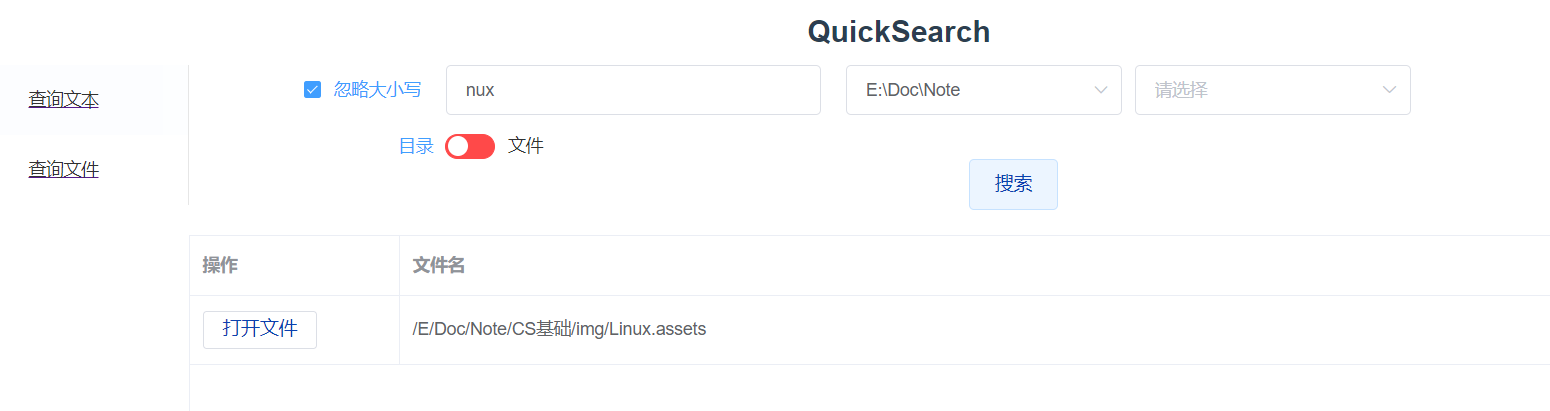 QuickSearch
查询文本
查询文件
忽略大小写 nux E:\Doc\Note 请选择
目录 文件
搜索
操作 文件名
打开文件 /E/Doc/Note/CS基础/img/Linux.assets